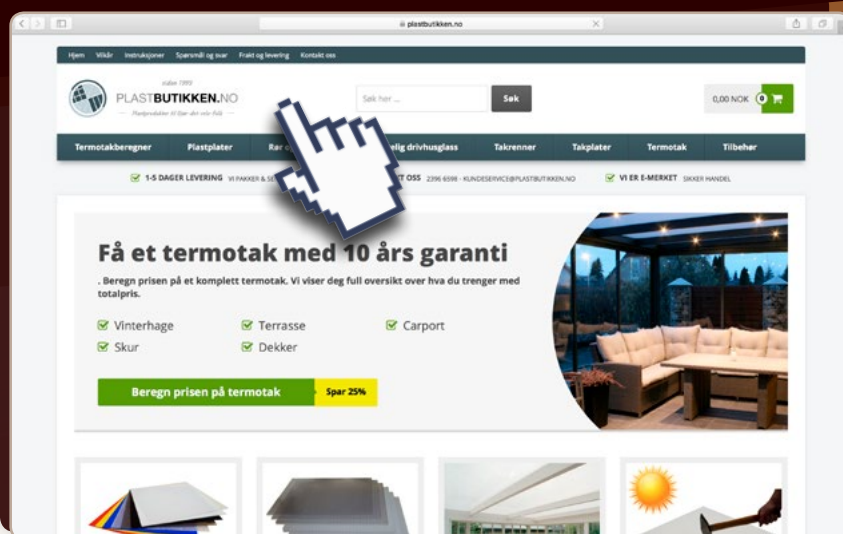 plastbutikken.no
Hjem Vilkår Instruksjoner Spørsmål og svar Frakt og levering Kontakt oss
siden 1999
PLASTBUTIKKEN.NO
Søk her ...
Søk
0,00 NOK 0
Termotakberegner Plastplater drivhusglass Takrenner Takplater Termotak Tilbehør
1-5 DAGER LEVERING VI PAKKER & OSS 2396 6598 - KUNDESERVICE@PLASTBUTIKKEN.NO VI ER E-MERKET SIKKER HANDEL
Få et termotak med 10 års garanti
. Beregn prisen på et komplett termotak. Vi viser deg full oversikt over hva du trenger med
totalpris.
Vinterhage Terrasse Carport
Skur Dekker
Beregn prisen på termotak Spar 25%